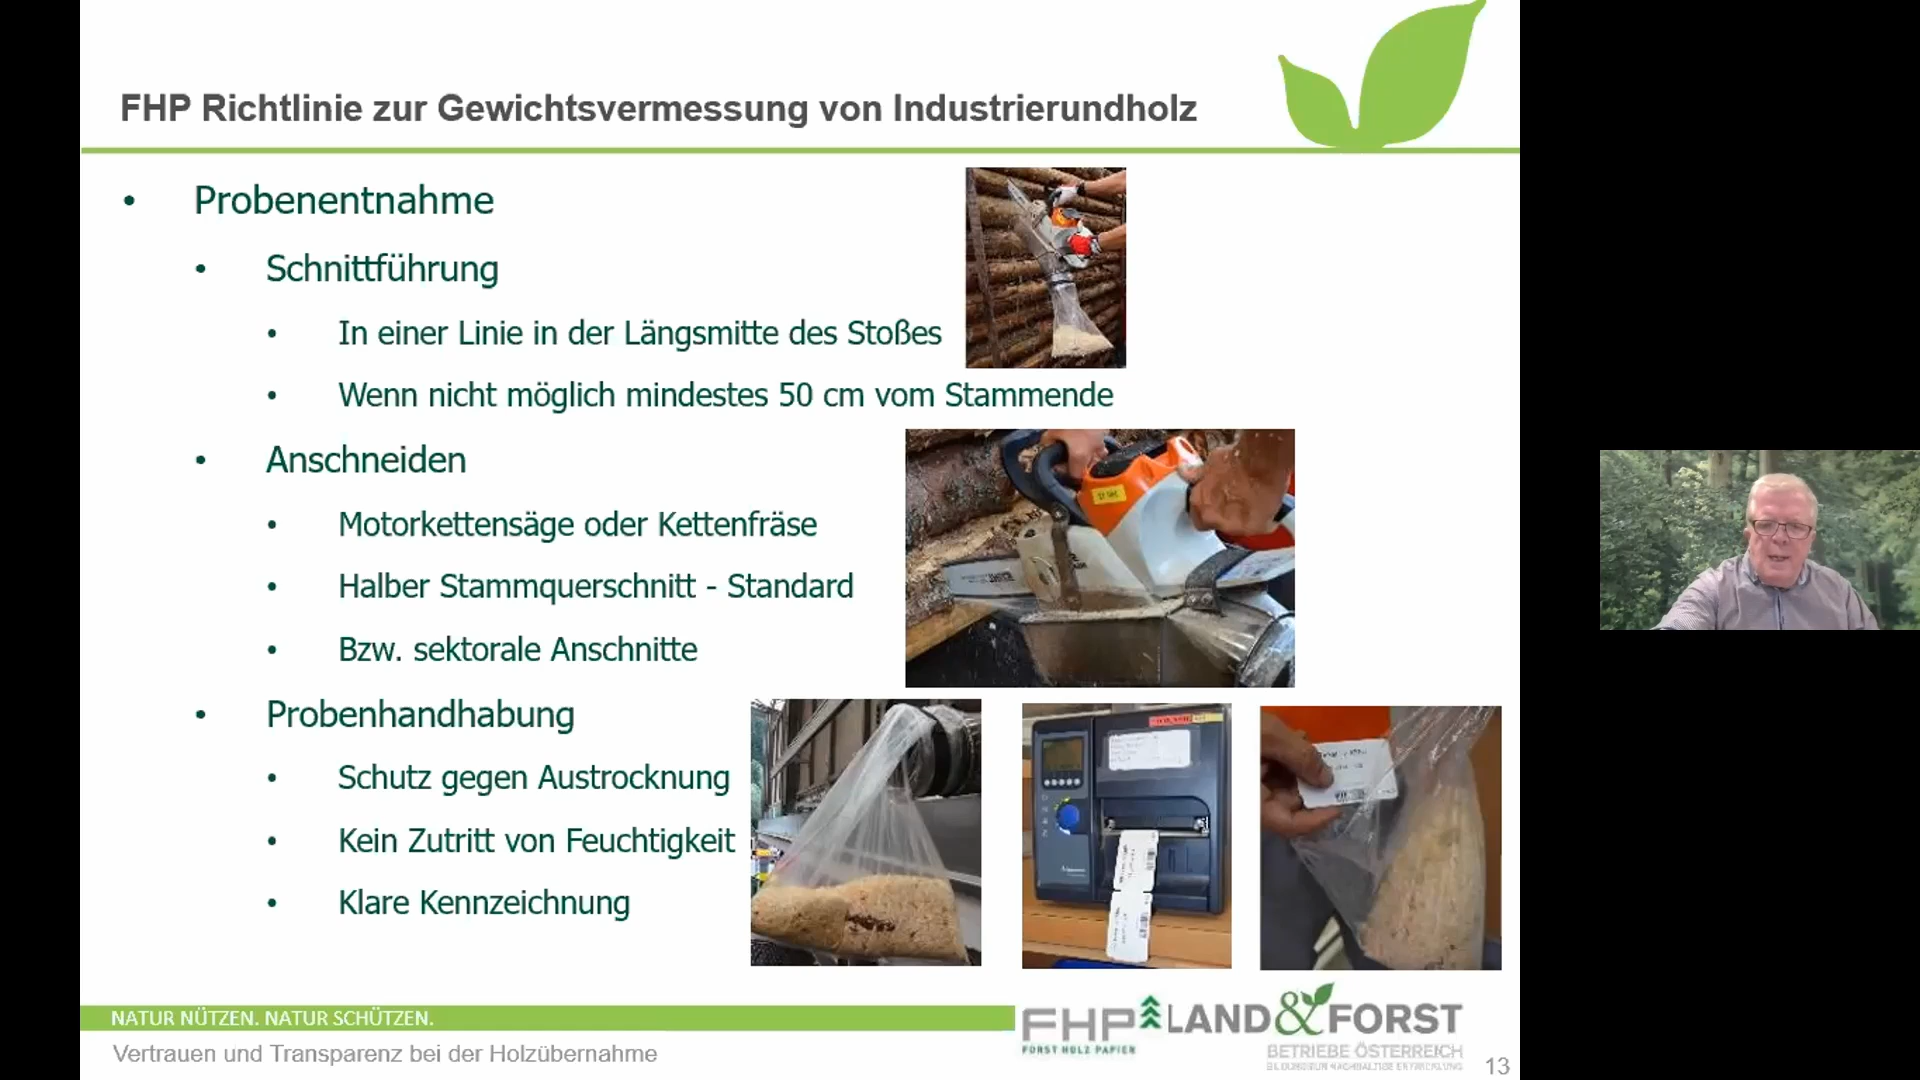 FHP Richtlinie zur Gewichtsvermessung von Industrierundholz
• Probenentnahme
• Schnittführung
• In einer Linie in der Längsmitte des Stoßes
• Wenn nicht möglich mindestes 50 cm vom Stammende
• Anschneiden
• Motorkettensäge oder Kettenfräse
• Halber Stammquerschnitt - Standard
• Bzw. sektorale Anschnitte
• Probenhandhabung
• Schutz gegen Austrocknung
• Kein Zutritt von Feuchtigkeit
• Klare Kennzeichnung
NATUR NÜTZEN. NATUR SCHÜTZEN.
Vertrauen und Transparenz bei der Holzübernahme
FHP
FORST HOLZ PAPIER
LAND&FORST
BETRIEBE ÖSTERREICH
13